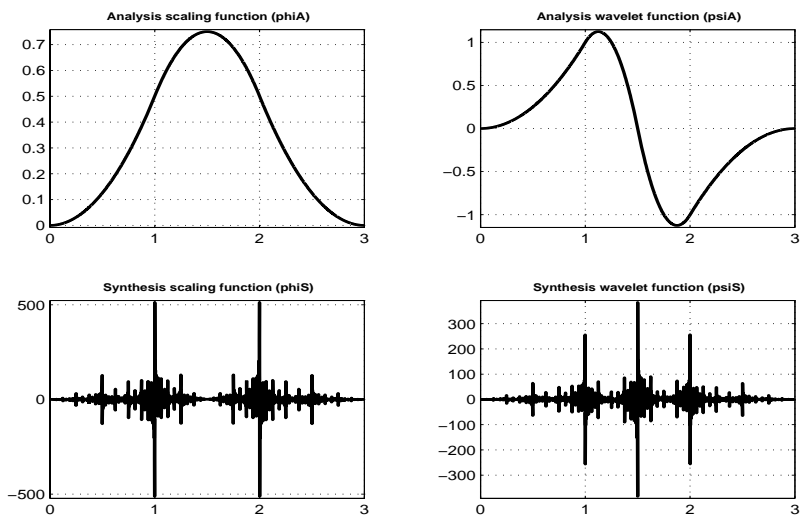 Analysis scaling function (phiA)
0.7
0.6
0.5
0.4
0.3
0.2
0.1
0
0 1 2 3
Analysis wavelet function (psiA)
1
0.5
0
−0.5
−1
0 1 2 3
Synthesis scaling function (phiS)
500
0
−500
0 1 2 3
Synthesis wavelet function (psiS)
300
200
100
0
−100
−200
−300
0 1 2 3